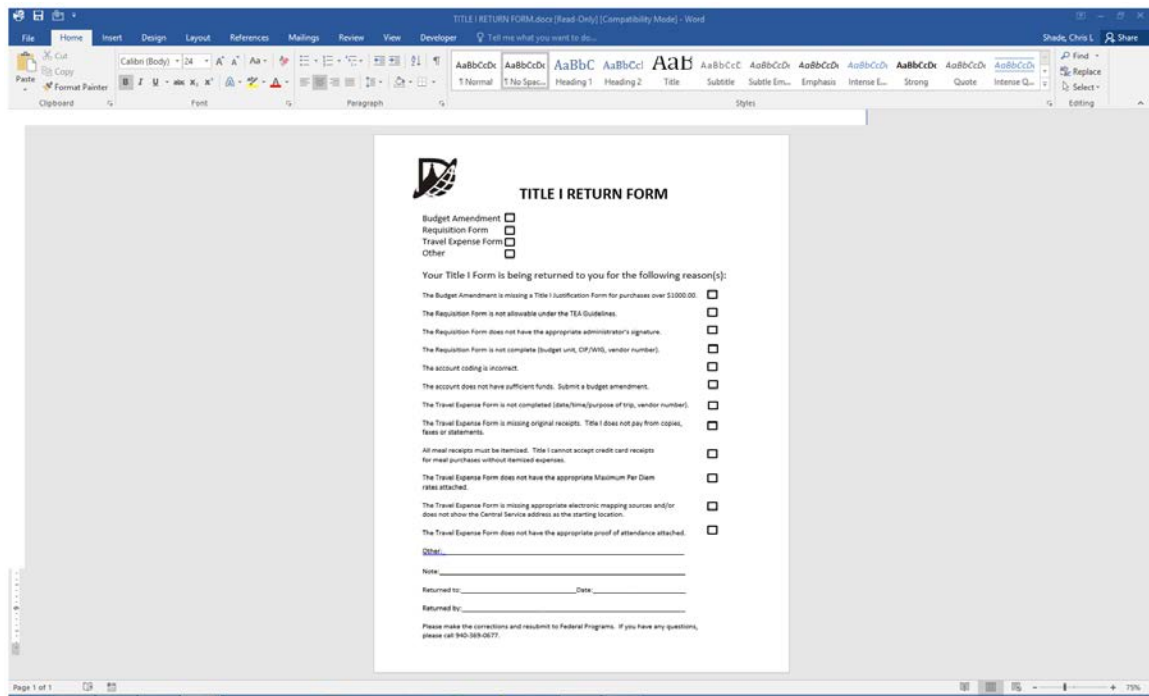 TITLE I RETURN FORM.docx [Read-Only] [Compatibility Mode] - Word
File Home Insert Design Layout References Mailings Review View Developer Tell me what you want to do... Shade, Chris L Share
Cut
Copy
Paste
Format Painter
Calibri (Body) 24
AaBbCcDc AaBbCcDc AaBbC AaBbCcI AaB AaBbCcC AaBbCcDt AaBbCcDt AaBbCcDt AaBbCcDc AaBbCcDt AaBbCcDt
¶ Normal ¶ No Spac... Heading 1 Heading 2 Title Subtitle Subtle Em... Emphasis Intense E... Strong Quote Intense Q...
Find
Replace
Select
Clipboard Font Paragraph Styles Editing
TITLE I RETURN FORM
Budget Amendment
Requisition Form
Travel Expense Form
Other
Your Title I Form is being returned to you for the following reason(s):
The Budget Amendment is missing a Title I Justification Form for purchases over $1000.00.
The Requisition Form is not allowable under the TEA Guidelines.
The Requisition Form does not have the appropriate administrator's signature.
The Requisition Form is not complete (budget unit, CIP/WIG, vendor number).
The account coding is incorrect.
The account does not have sufficient funds. Submit a budget amendment.
The Travel Expense Form is not completed (date/time/purpose of trip, vendor number).
The Travel Expense Form is missing original receipts. Title I does not pay from copies,
faxes or statements.
All meal receipts must be itemized. Title I cannot accept credit card receipts
for meal purchases without itemized expenses.
The Travel Expense Form does not have the appropriate Maximum Per Diem
rates attached.
The Travel Expense Form is missing appropriate electronic mapping sources and/or
does not show the Central Service address as the starting location.
The Travel Expense Form does not have the appropriate proof of attendance attached.
Other:
Note:
Returned to: Date:
Returned by:
Please make the corrections and resubmit to Federal Programs. If you have any questions,
please call 940-369-0677.
Page 1 of 1 75%